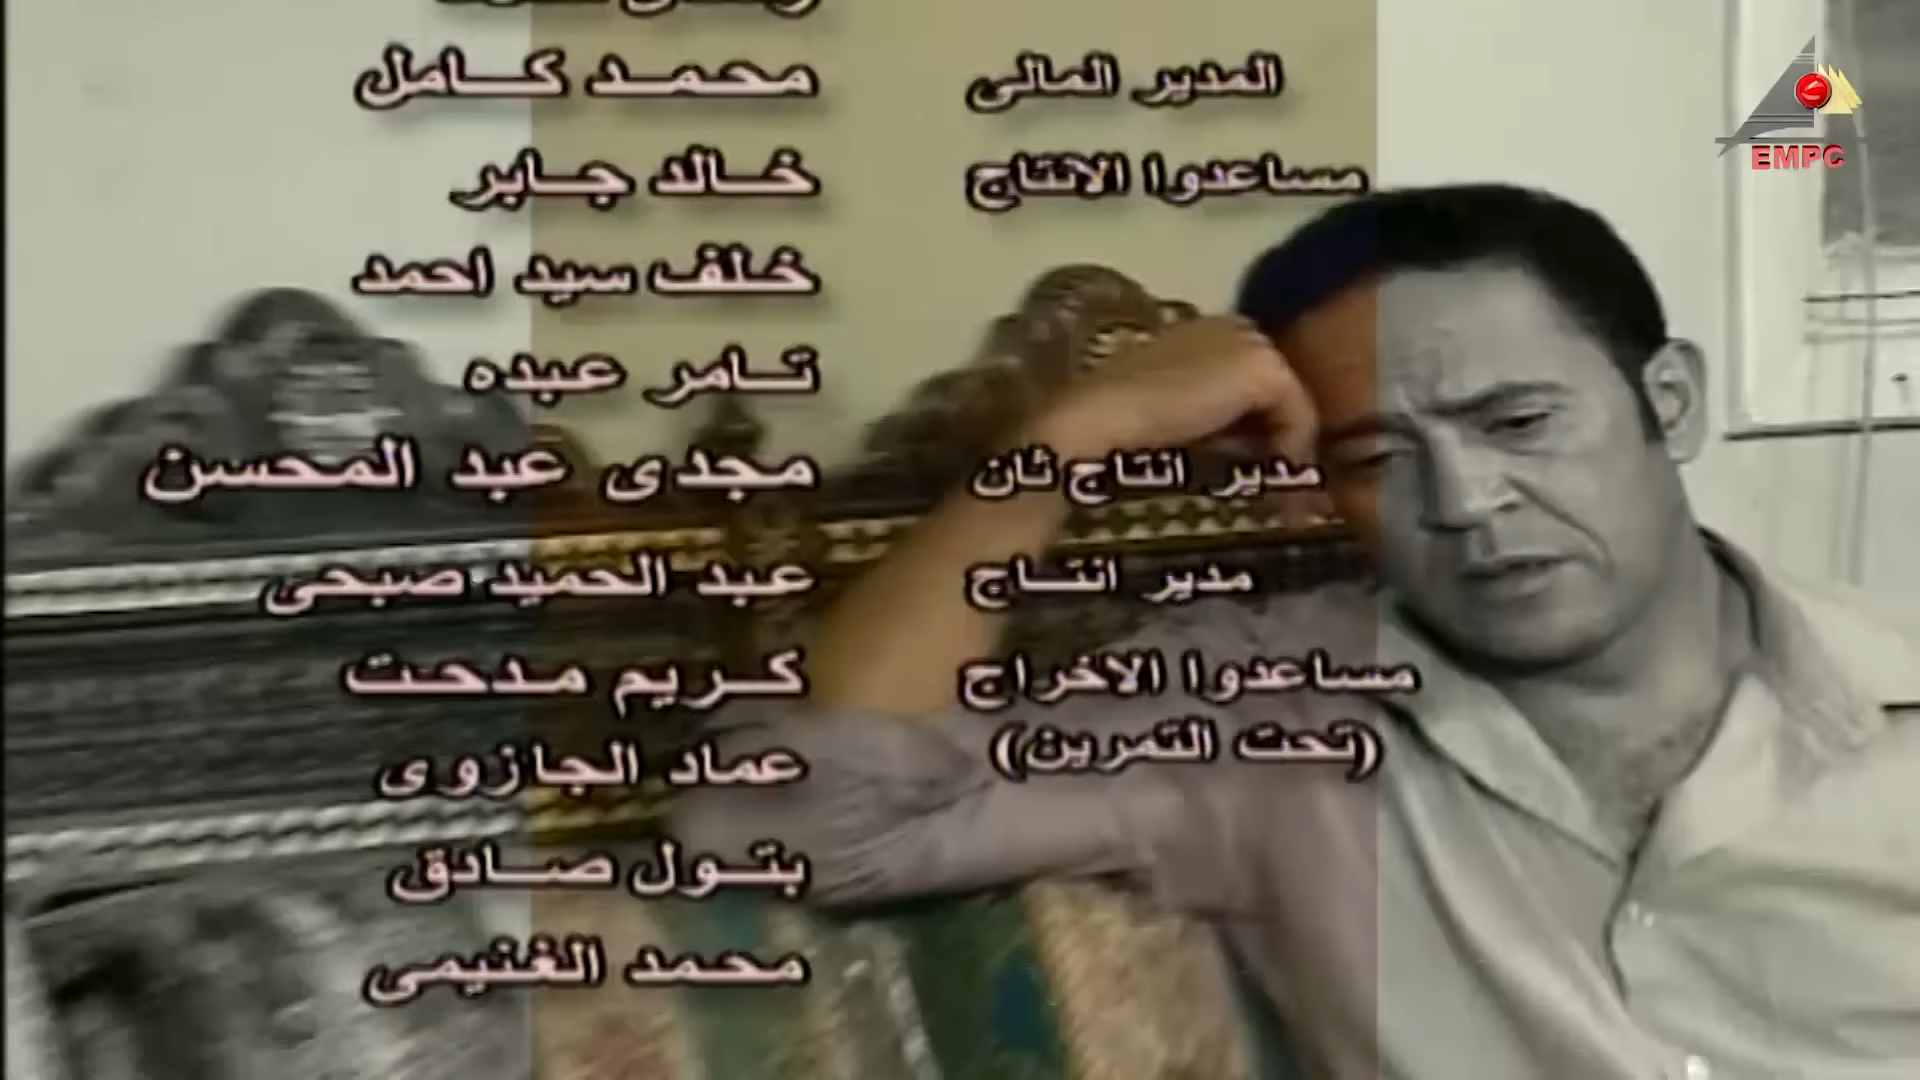 المدير المالى محمد كامل
مساعدوا الانتاج خالد جابر
خلف سيد احمد
تامر عبده
مدير انتاج ثان مجدى عبد المحسن
مدير انتاج عبد الحميد صبحى
مساعدوا الاخراج كريم مدحت
(تحت التمرين) عماد الجازوى
بتول صادق
محمد الغنيمى
EMPC